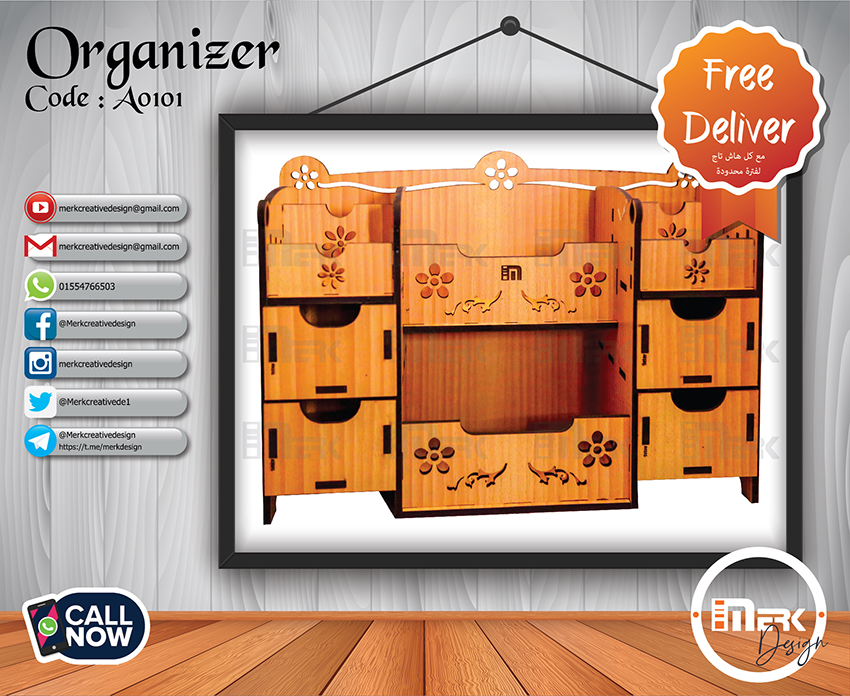 Organizer
Code : A0101
Free
Deliver
مع كل هاش تاج
لفترة محدودة
merkcreativedesign@gmail.com
merkcreativedesign@gmail.com
01554766503
@Merkcreativedesign
merkcreativedesign
@Merkcreativede1
@Merkcreativedesign
https://t.me/merkdesign
CALL
NOW
MERK
Design